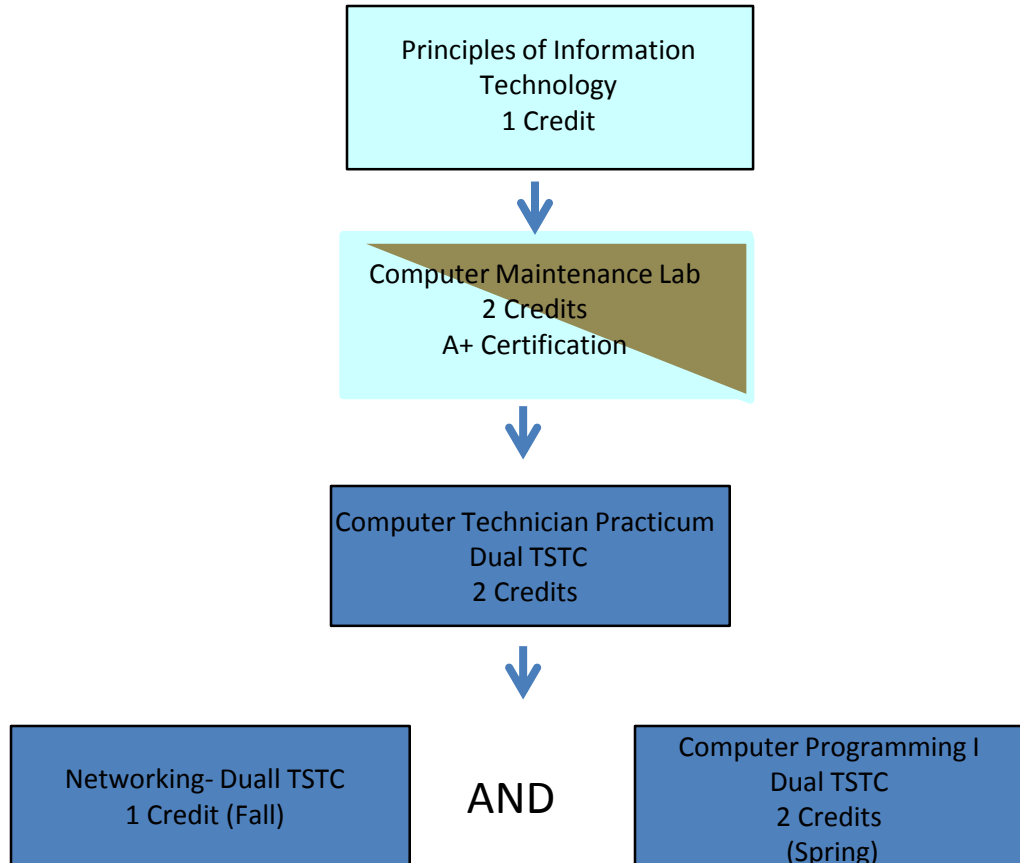 Principles of Information
Technology
1 Credit
Computer Maintenance Lab
2 Credits
A+ Certification
Computer Technician Practicum
Dual TSTC
2 Credits
Networking- Duall TSTC
1 Credit (Fall)
AND
Computer Programming I
Dual TSTC
2 Credits
(Spring)